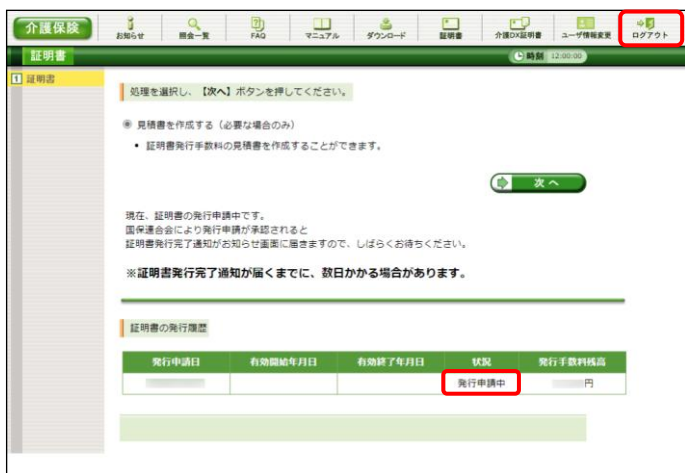 介護保険
お知らせ 照会一覧 FAQ マニュアル ダウンロード 証明書 介護DX証明書 ユーザ情報変更 ログアウト
証明書 時刻 12:00:00
1 証明書
処理を選択し、【次へ】ボタンを押してください。
見積書を作成する（必要な場合のみ）
• 証明書発行手数料の見積書を作成することができます。
次 へ
現在、証明書の発行申請中です。
国保連合会により発行申請が承認されると
証明書発行完了通知がお知らせ画面に届きますので、しばらくお待ちください。
※証明書発行完了通知が届くまでに、数日かかる場合があります。
証明書の発行履歴
発行申請日 有効開始年月日 有効終了年月日 状況 発行手数料残高
発行申請中 円